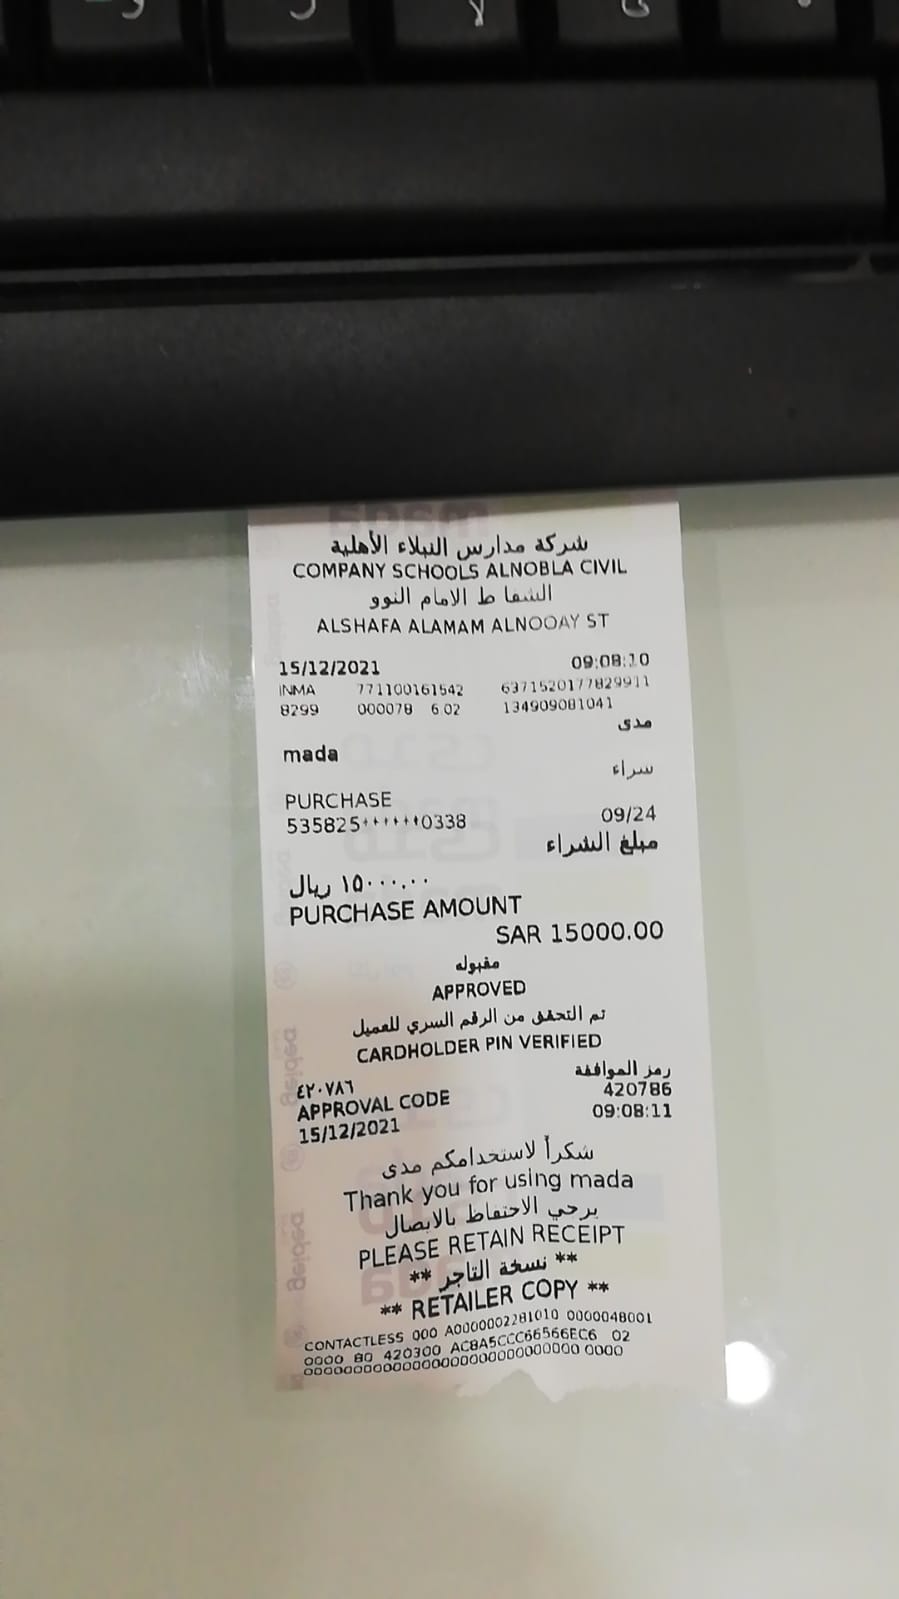 شركة مدارس النبلاء الأهلية
COMPANY SCHOOLS ALNOBLA CIVIL
الشفا ط الامام النوو
ALSHAFA ALAMAM ALNOOAY ST
15/12/2021 09:08:10
INMA 771100161542 6371520177829911
8299 000078 6.02 134909081041
مدى
mada
شراء
PURCHASE
535825******0338 09/24
مبلغ الشراء
١٥٠٠٠.٠٠ ريال
PURCHASE AMOUNT
SAR 15000.00
مقبوله
APPROVED
تم التحقق من الرقم السري للعميل
CARDHOLDER PIN VERIFIED
رمز الموافقة
٤٢٠٧٨٦ 420786
APPROVAL CODE
15/12/2021 09:08:11
شكراً لاستخدامكم مدى
Thank you for using mada
يرجي الاحتفاظ بالايصال
PLEASE RETAIN RECEIPT
** نسخة التاجر **
** RETAILER COPY **
CONTACTLESS 000 A0000002281010 0000048001
0000 80 420300 AC8A5CCC66566EC6 02